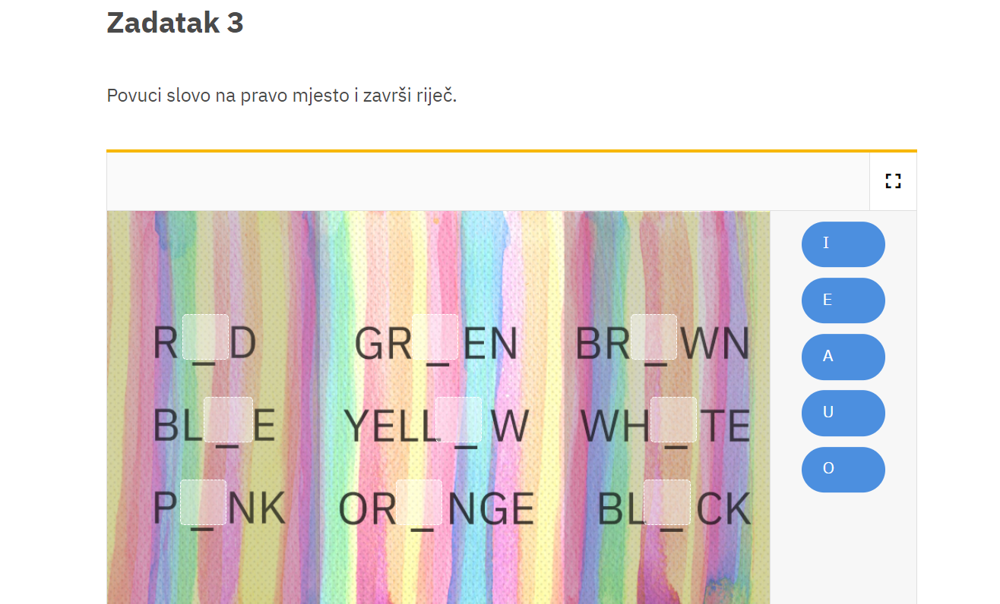 Zadatak 3
Povuci slovo na pravo mjesto i završi riječ.
R_D GR_EN BR_WN
BL_E YELL_W WH_TE
P_NK OR_NGE BL_CK
I
E
A
U
O